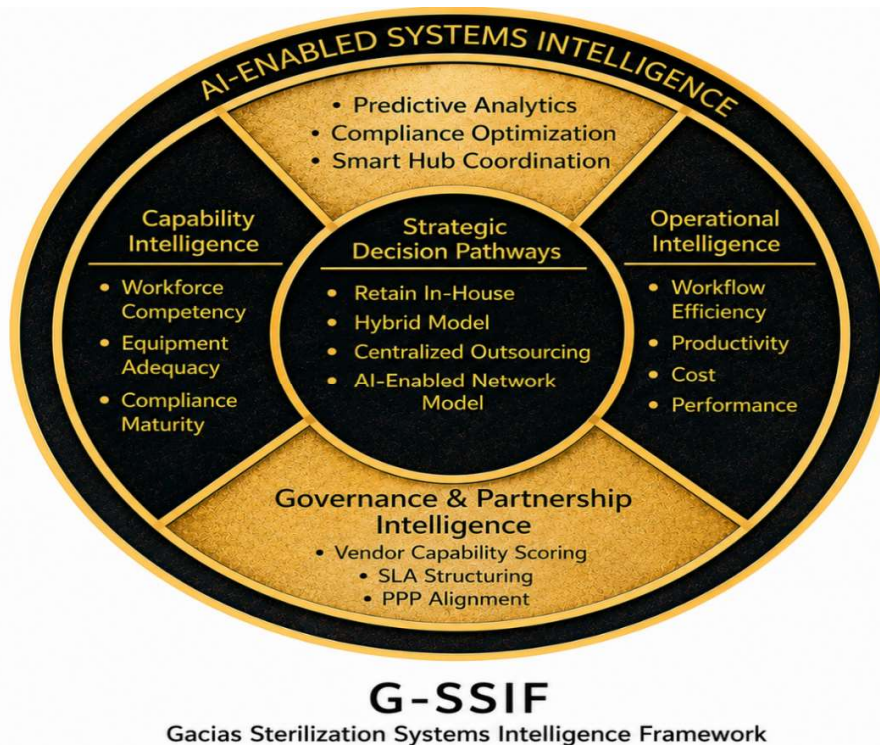 AI-ENABLED SYSTEMS INTELLIGENCE
• Predictive Analytics
• Compliance Optimization
• Smart Hub Coordination
Capability
Intelligence
• Workforce
Competency
• Equipment
Adequacy
• Compliance
Maturity
Strategic
Decision Pathways
• Retain In-House
• Hybrid Model
• Centralized Outsourcing
• AI-Enabled Network
Model
Operational
Intelligence
• Workflow
Efficiency
• Productivity
• Cost
• Performance
Governance & Partnership
Intelligence
• Vendor Capability Scoring
• SLA Structuring
• PPP Alignment
G-SSIF
Gacias Sterilization Systems Intelligence Framework